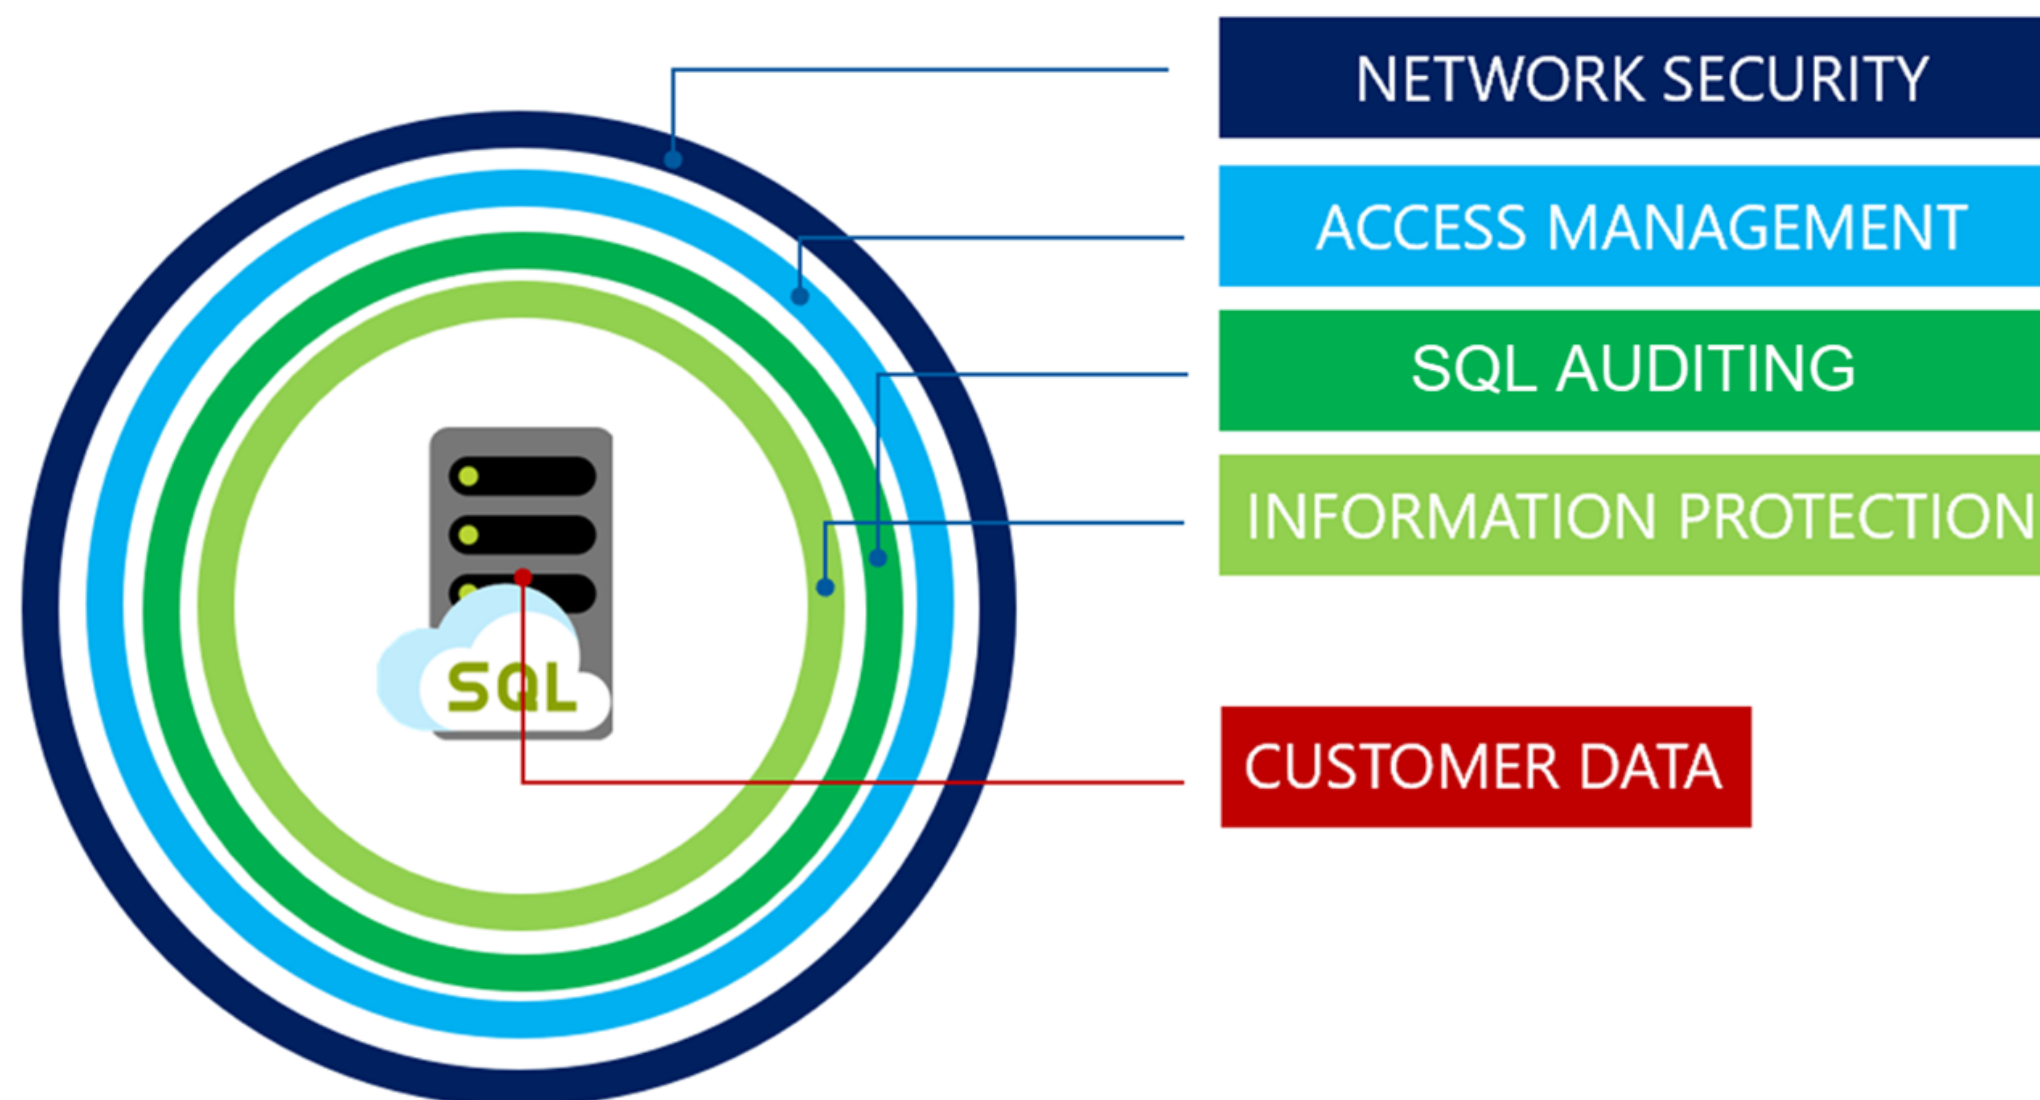 NETWORK SECURITY
ACCESS MANAGEMENT
SQL AUDITING
INFORMATION PROTECTION
SQL
CUSTOMER DATA